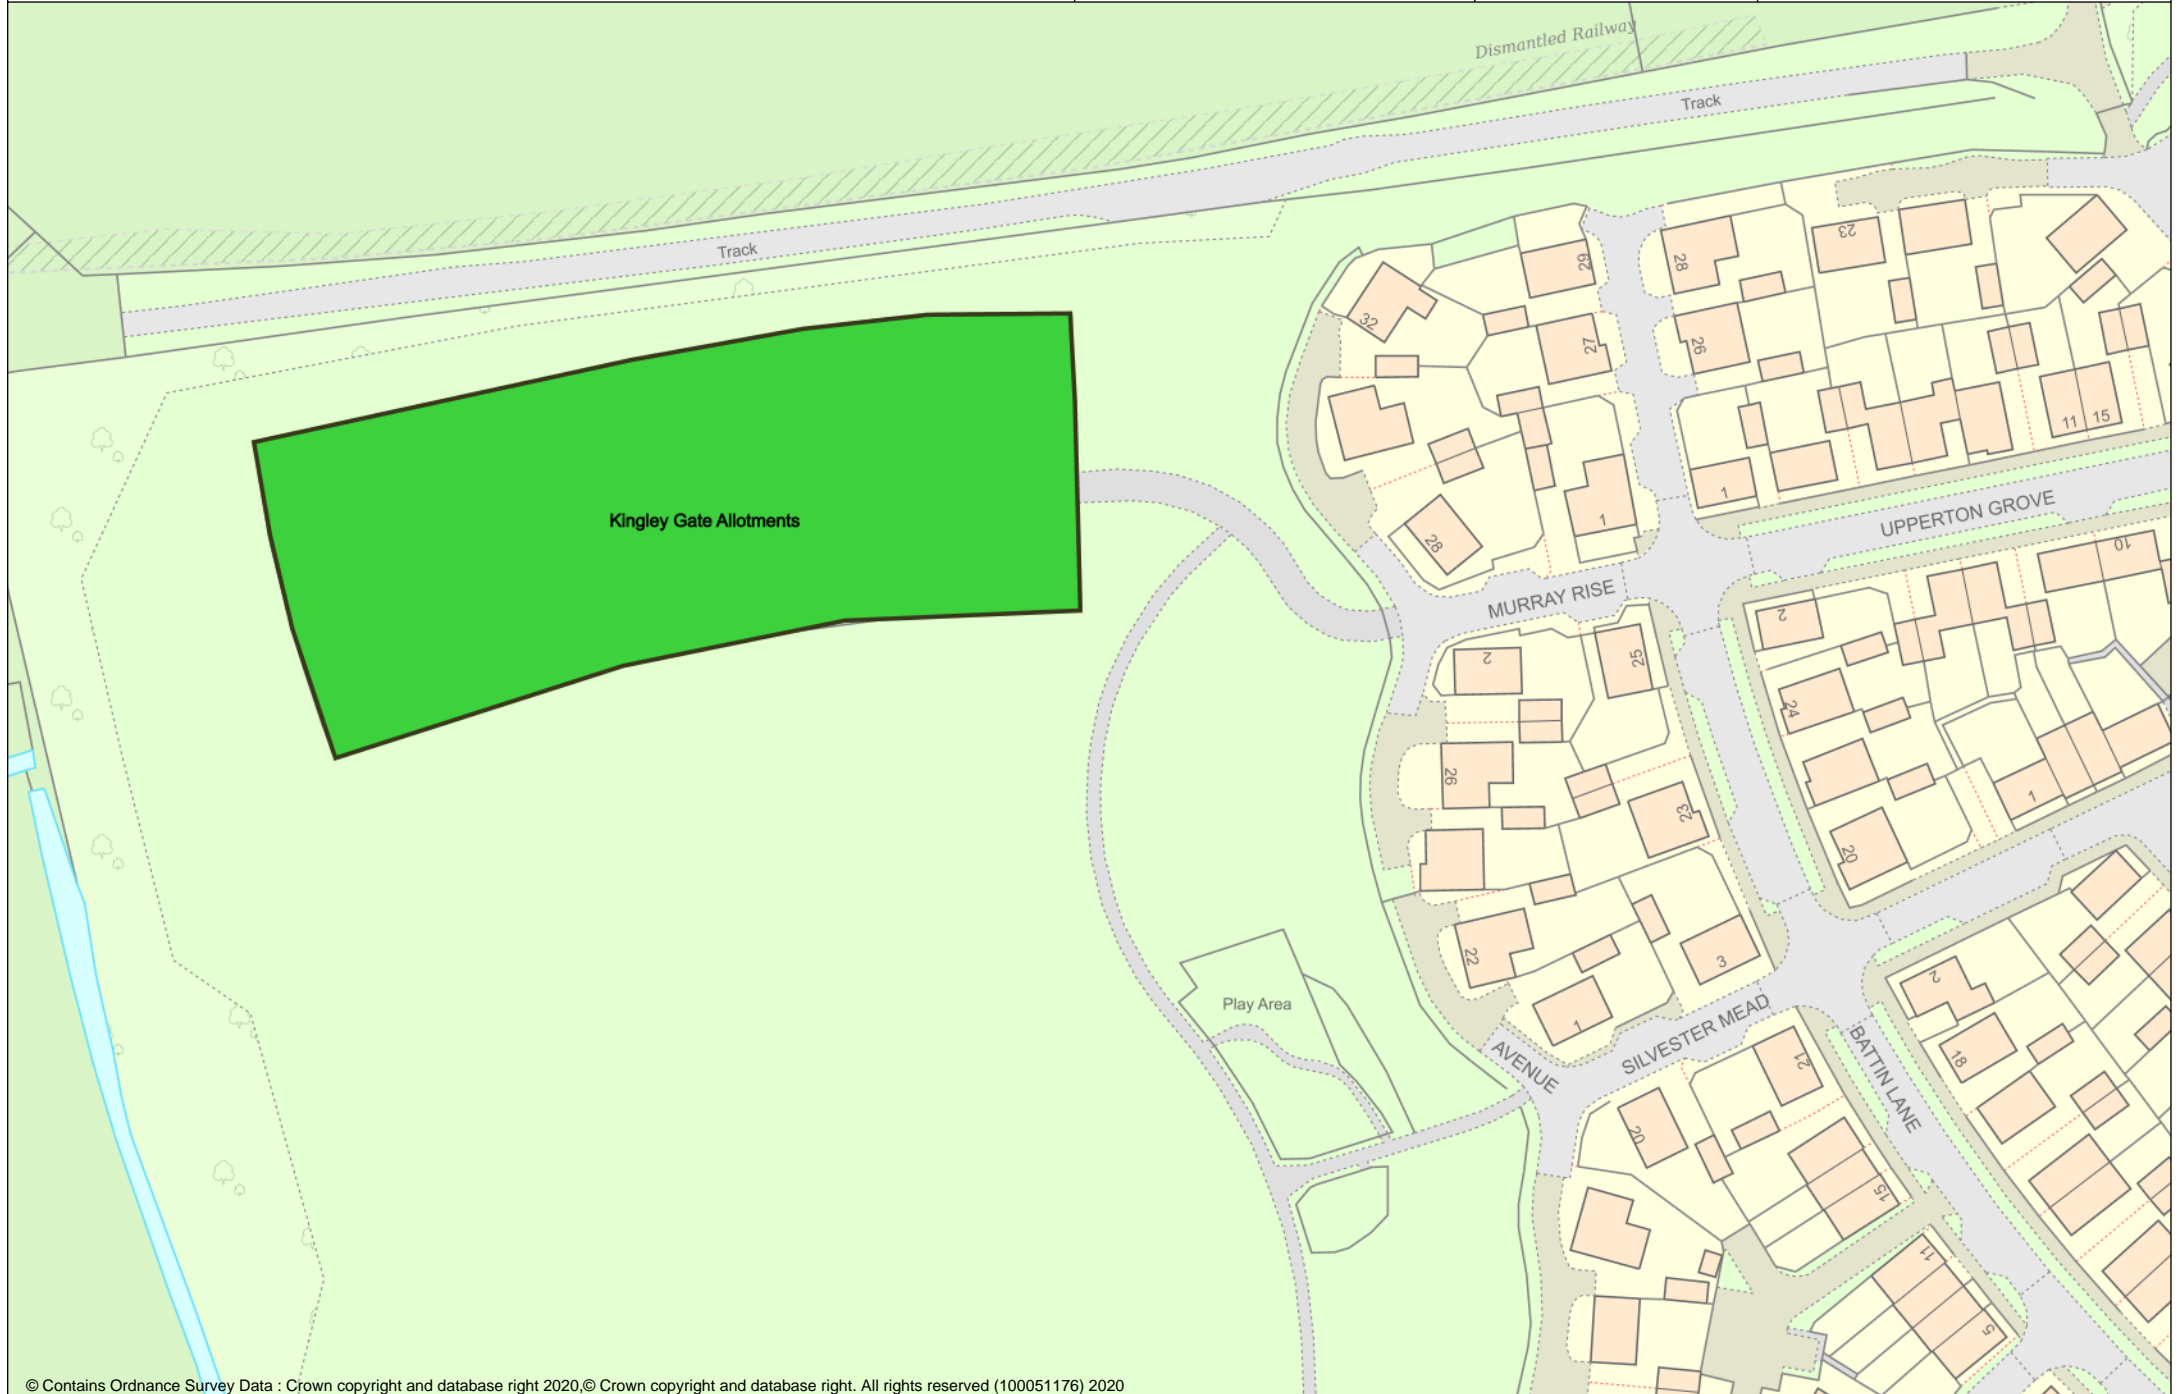 Dismantled Railway
Track
Track
23
29
28
32
27
26
11
15
1
1
Kingley Gate Allotments
UPPERTON GROVE
28
10
MURRAY RISE
2
2
25
24
26
1
23
20
22
3
2
Play Area
1
SILVESTER MEAD
AVENUE
BATTIN LANE
21
18
20
15
11
5
© Contains Ordnance Survey Data : Crown copyright and database right 2020,© Crown copyright and database right. All rights reserved (100051176) 2020